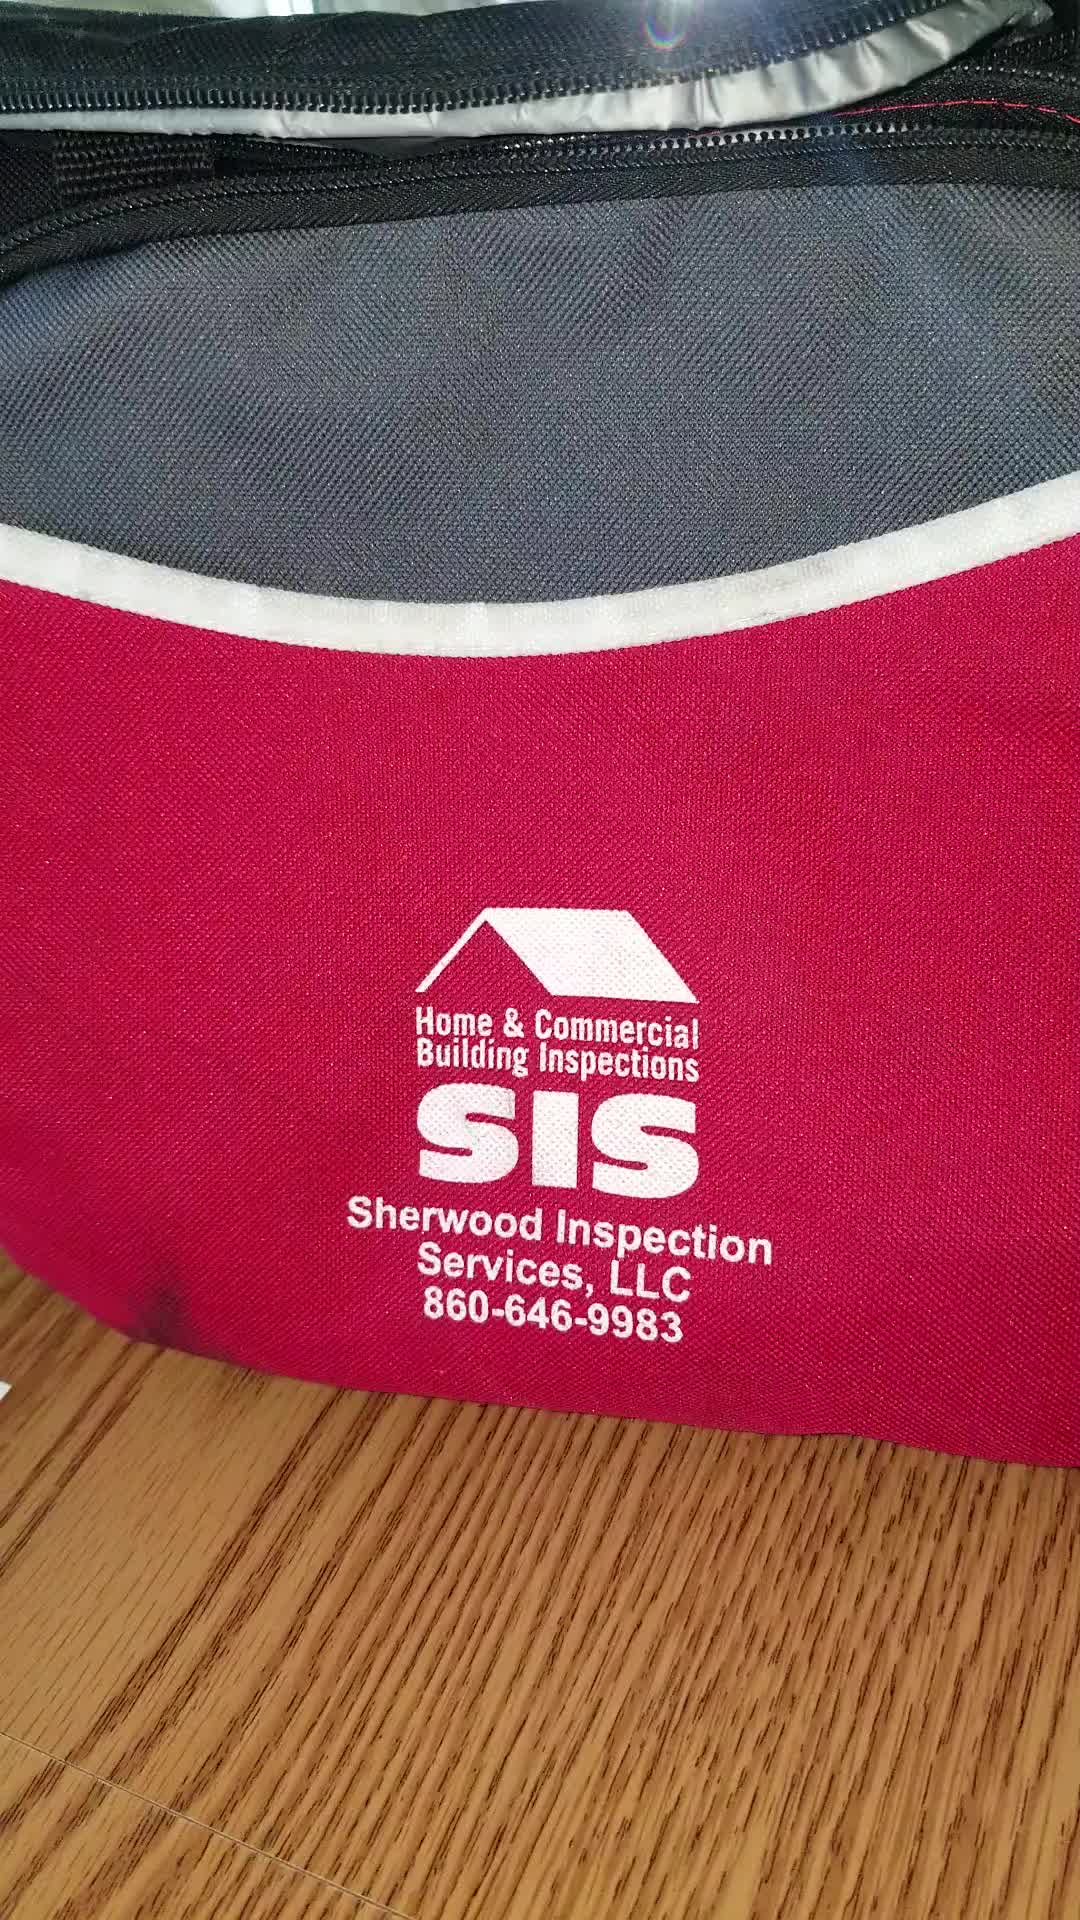 Home & Commercial
Building Inspections
SIS
Sherwood Inspection
Services, LLC
860-646-9983